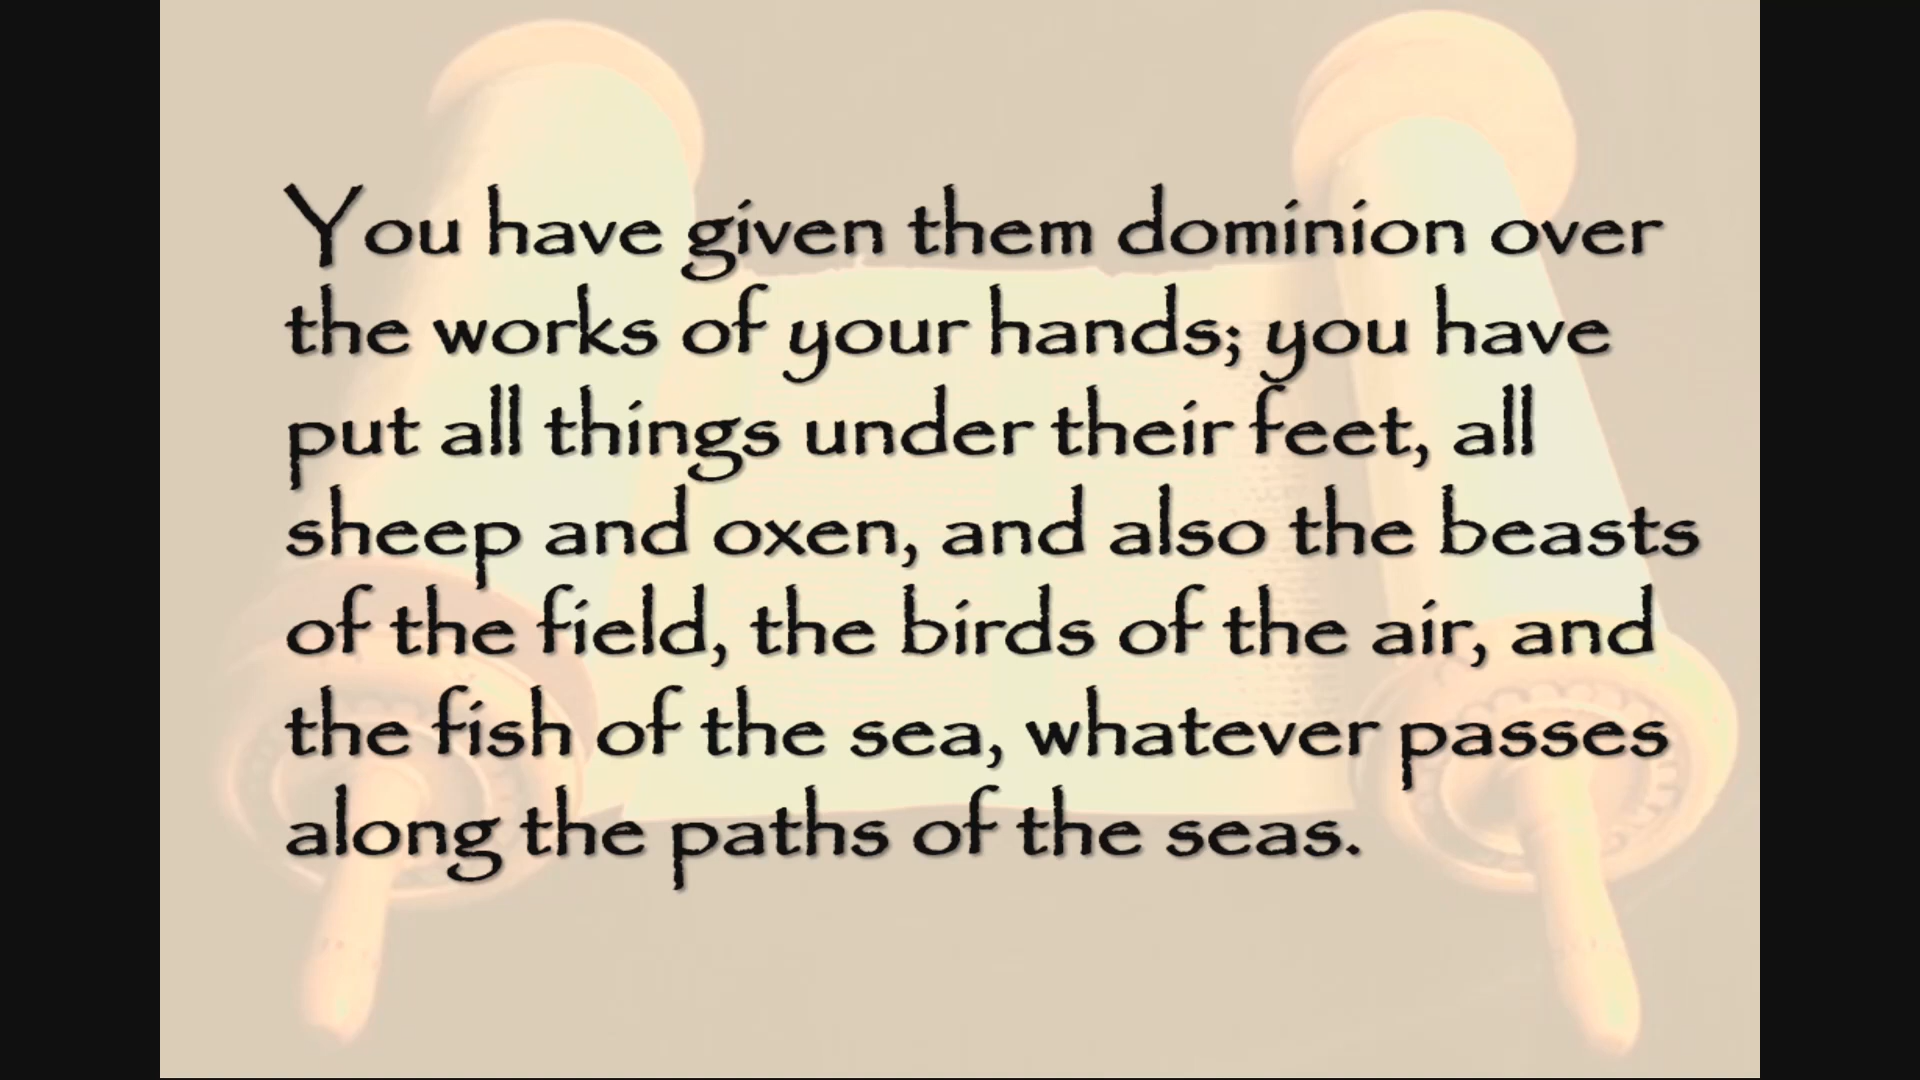 You have given them dominion over
the works of your hands; you have
put all things under their feet, all
sheep and oxen, and also the beasts
of the field, the birds of the air, and
the fish of the sea, whatever passes
along the paths of the seas.